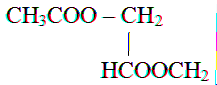 CH₃COO – CH₂
|
HCOOCH₂